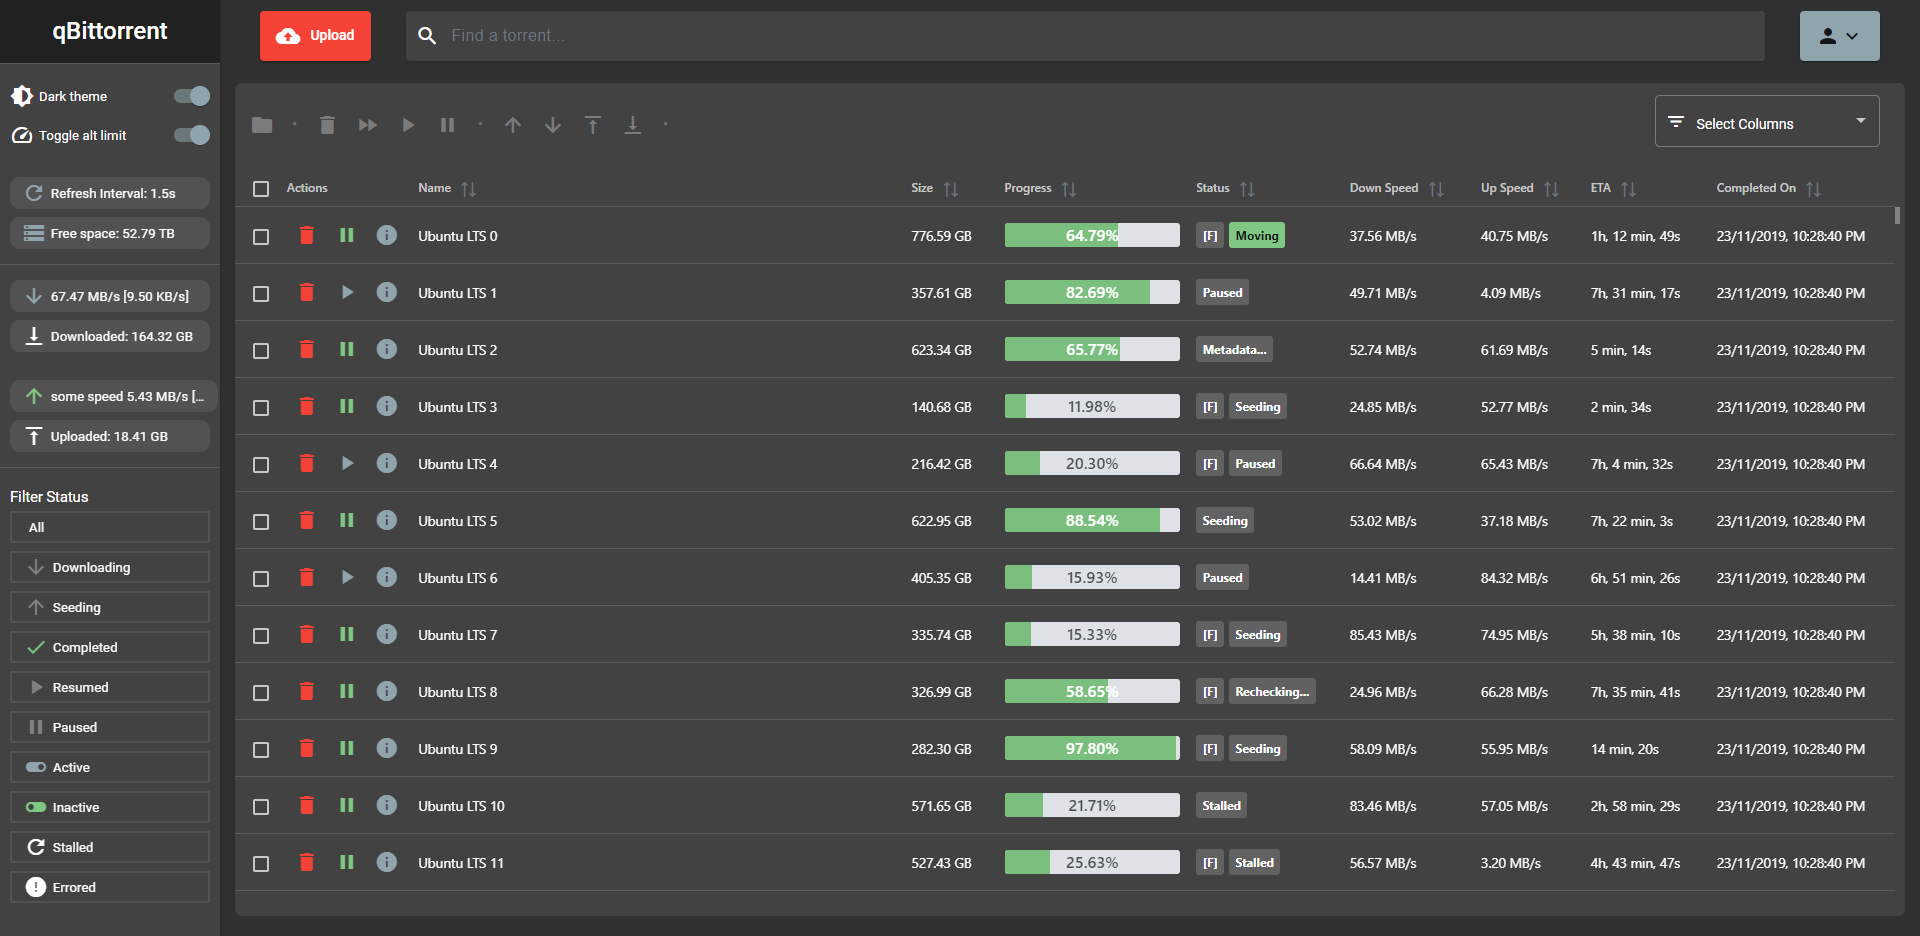 qBittorrent
Upload
Find a torrent...
Dark theme
Toggle alt limit
Refresh Interval: 1.5s
Free space: 52.79 TB
67.47 MB/s [9.50 KB/s]
Downloaded: 164.32 GB
some speed 5.43 MB/s [...
Uploaded: 18.41 GB
Filter Status
All
Downloading
Seeding
Completed
Resumed
Paused
Active
Inactive
Stalled
Errored
Select Columns
Actions Name Size Progress Status Down Speed Up Speed ETA Completed On
Ubuntu LTS 0 776.59 GB 64.79% [F] Moving 37.56 MB/s 40.75 MB/s 1h, 12 min, 49s 23/11/2019, 10:28:40 PM
Ubuntu LTS 1 357.61 GB 82.69% Paused 49.71 MB/s 4.09 MB/s 7h, 31 min, 17s 23/11/2019, 10:28:40 PM
Ubuntu LTS 2 623.34 GB 65.77% Metadata... 52.74 MB/s 61.69 MB/s 5 min, 14s 23/11/2019, 10:28:40 PM
Ubuntu LTS 3 140.68 GB 11.98% [F] Seeding 24.85 MB/s 52.77 MB/s 2 min, 34s 23/11/2019, 10:28:40 PM
Ubuntu LTS 4 216.42 GB 20.30% [F] Paused 66.64 MB/s 65.43 MB/s 7h, 4 min, 32s 23/11/2019, 10:28:40 PM
Ubuntu LTS 5 622.95 GB 88.54% Seeding 53.02 MB/s 37.18 MB/s 7h, 22 min, 3s 23/11/2019, 10:28:40 PM
Ubuntu LTS 6 405.35 GB 15.93% Paused 14.41 MB/s 84.32 MB/s 6h, 51 min, 26s 23/11/2019, 10:28:40 PM
Ubuntu LTS 7 335.74 GB 15.33% [F] Seeding 85.43 MB/s 74.95 MB/s 5h, 38 min, 10s 23/11/2019, 10:28:40 PM
Ubuntu LTS 8 326.99 GB 58.65% [F] Rechecking... 24.96 MB/s 66.28 MB/s 7h, 35 min, 41s 23/11/2019, 10:28:40 PM
Ubuntu LTS 9 282.30 GB 97.80% [F] Seeding 58.09 MB/s 55.95 MB/s 14 min, 20s 23/11/2019, 10:28:40 PM
Ubuntu LTS 10 571.65 GB 21.71% Stalled 83.46 MB/s 57.05 MB/s 2h, 58 min, 29s 23/11/2019, 10:28:40 PM
Ubuntu LTS 11 527.43 GB 25.63% [F] Stalled 56.57 MB/s 3.20 MB/s 4h, 43 min, 47s 23/11/2019, 10:28:40 PM